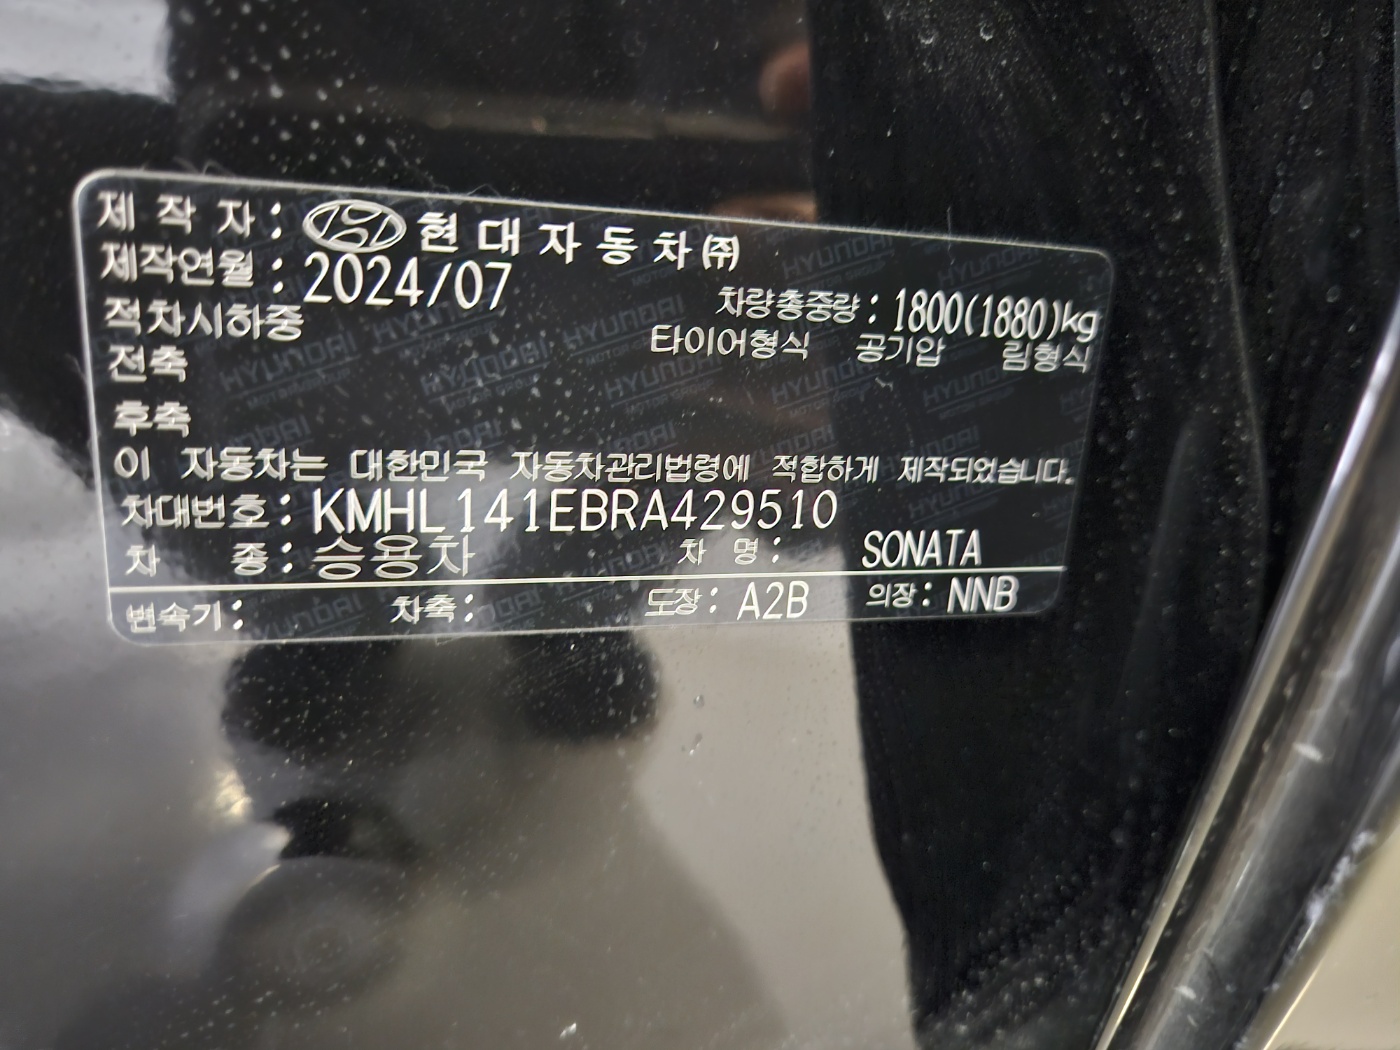 제 작 자 : 현 대 자 동 차 ㈜
제작연월 : 2024/07
차량총중량 : 1800(1880)kg
적차시하중 타이어형식 공기압 림형식
전축
후축
이 자동차는 대한민국 자동차관리법령에 적합하게 제작되었습니다.
차대번호 : KMHL141EBRA429510
차 종 : 승용차 차 명 : SONATA
변속기 : 차축 : 도장 : A2B 의장 : NNB